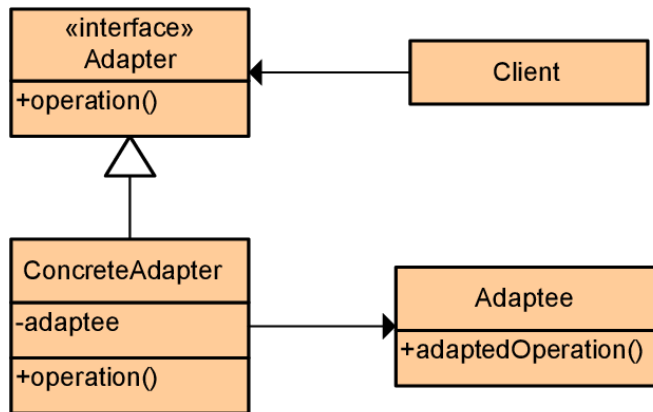 «interface»
Adapter
+operation()
Client
ConcreteAdapter
-adaptee
+operation()
Adaptee
+adaptedOperation()